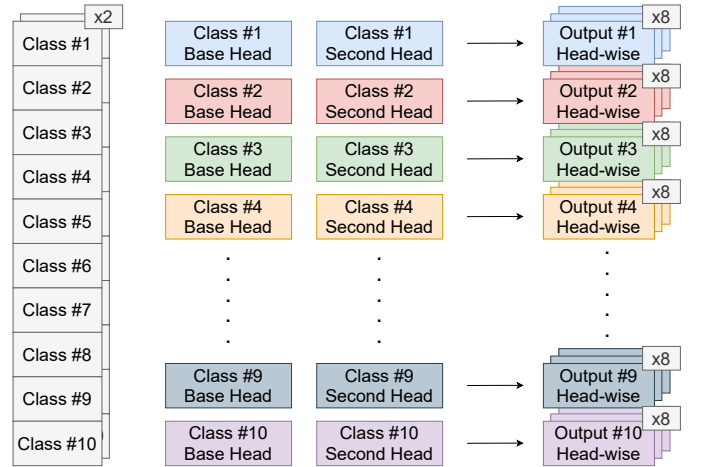 x2
Class #1
Class #2
Class #3
Class #4
Class #5
Class #6
Class #7
Class #8
Class #9
Class #10
Class #1
Base Head
Class #1
Second Head
Output #1
Head-wise
x8
Class #2
Base Head
Class #2
Second Head
Output #2
Head-wise
x8
Class #3
Base Head
Class #3
Second Head
Output #3
Head-wise
x8
Class #4
Base Head
Class #4
Second Head
Output #4
Head-wise
x8
Class #9
Base Head
Class #9
Second Head
Output #9
Head-wise
x8
Class #10
Base Head
Class #10
Second Head
Output #10
Head-wise
x8